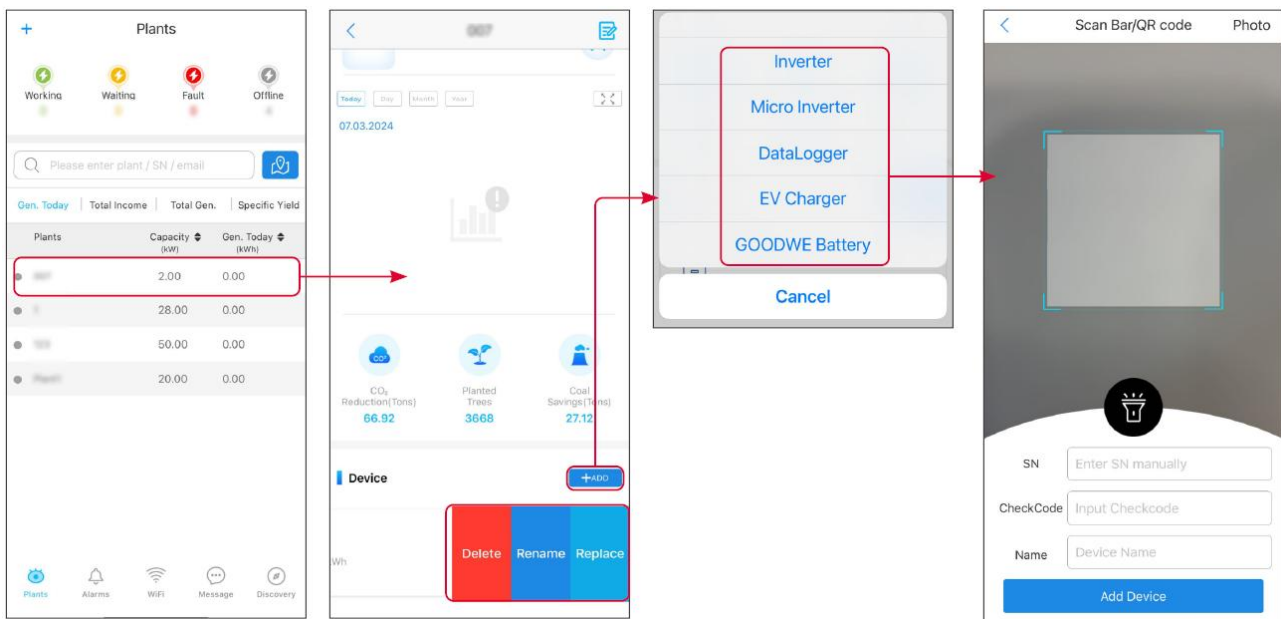 + Plants
Working Waiting Fault Offline
Please enter plant / SN / email
Gen. Today Total Income Total Gen. Specific Yield
Plants Capacity Gen. Today
(kW) (kWh)
2.00 0.00
28.00 0.00
50.00 0.00
20.00 0.00
Plants Alarms WiFi Message Discovery
007
Today Day Month Year
07.03.2024
CO₂
CO₂ Planted Coal
Reduction(Tons) Trees Savings(Tons)
66.92 3668 27.12
Device +ADD
Wh Delete Rename Replace
Inverter
Micro Inverter
DataLogger
EV Charger
GOODWE Battery
Cancel
Scan Bar/QR code Photo
SN Enter SN manually
CheckCode Input Checkcode
Name Device Name
Add Device